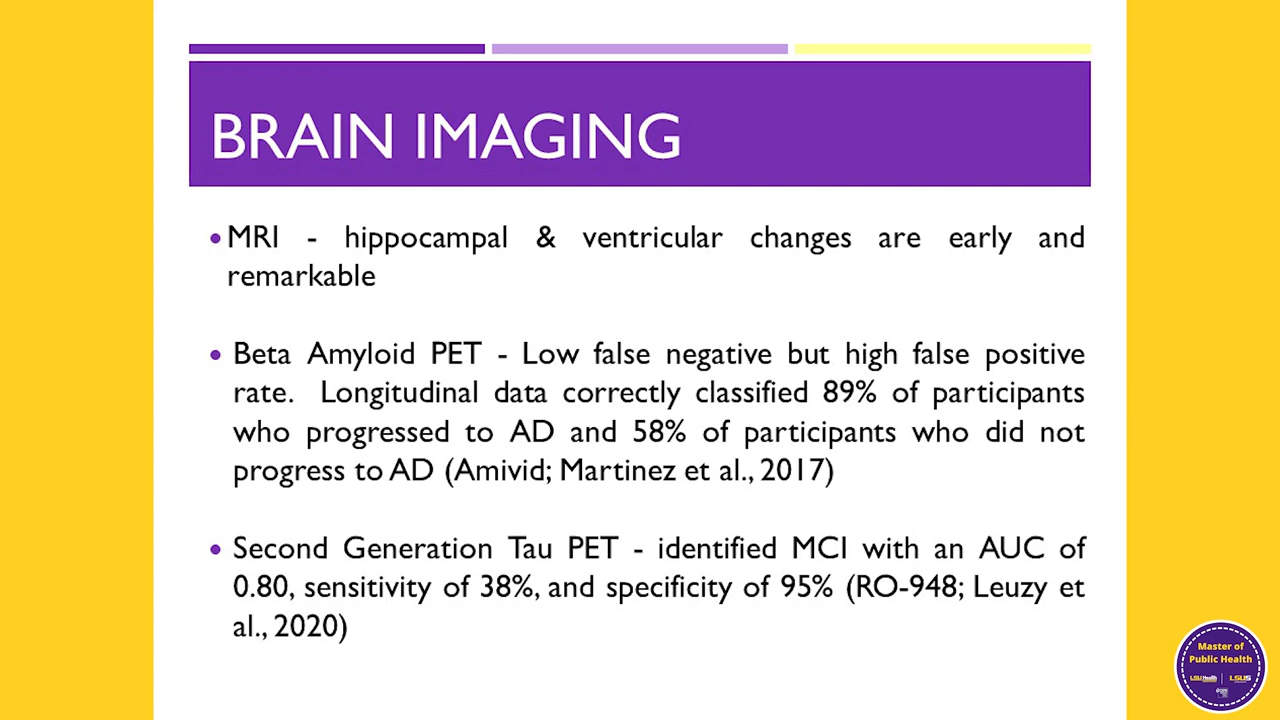 BRAIN IMAGING
• MRI - hippocampal & ventricular changes are early and
remarkable
• Beta Amyloid PET - Low false negative but high false positive
rate. Longitudinal data correctly classified 89% of participants
who progressed to AD and 58% of participants who did not
progress to AD (Amivid; Martinez et al., 2017)
• Second Generation Tau PET - identified MCI with an AUC of
0.80, sensitivity of 38%, and specificity of 95% (RO-948; Leuzy et
al., 2020)
Master of
Public Health
LSU Health
LSUS